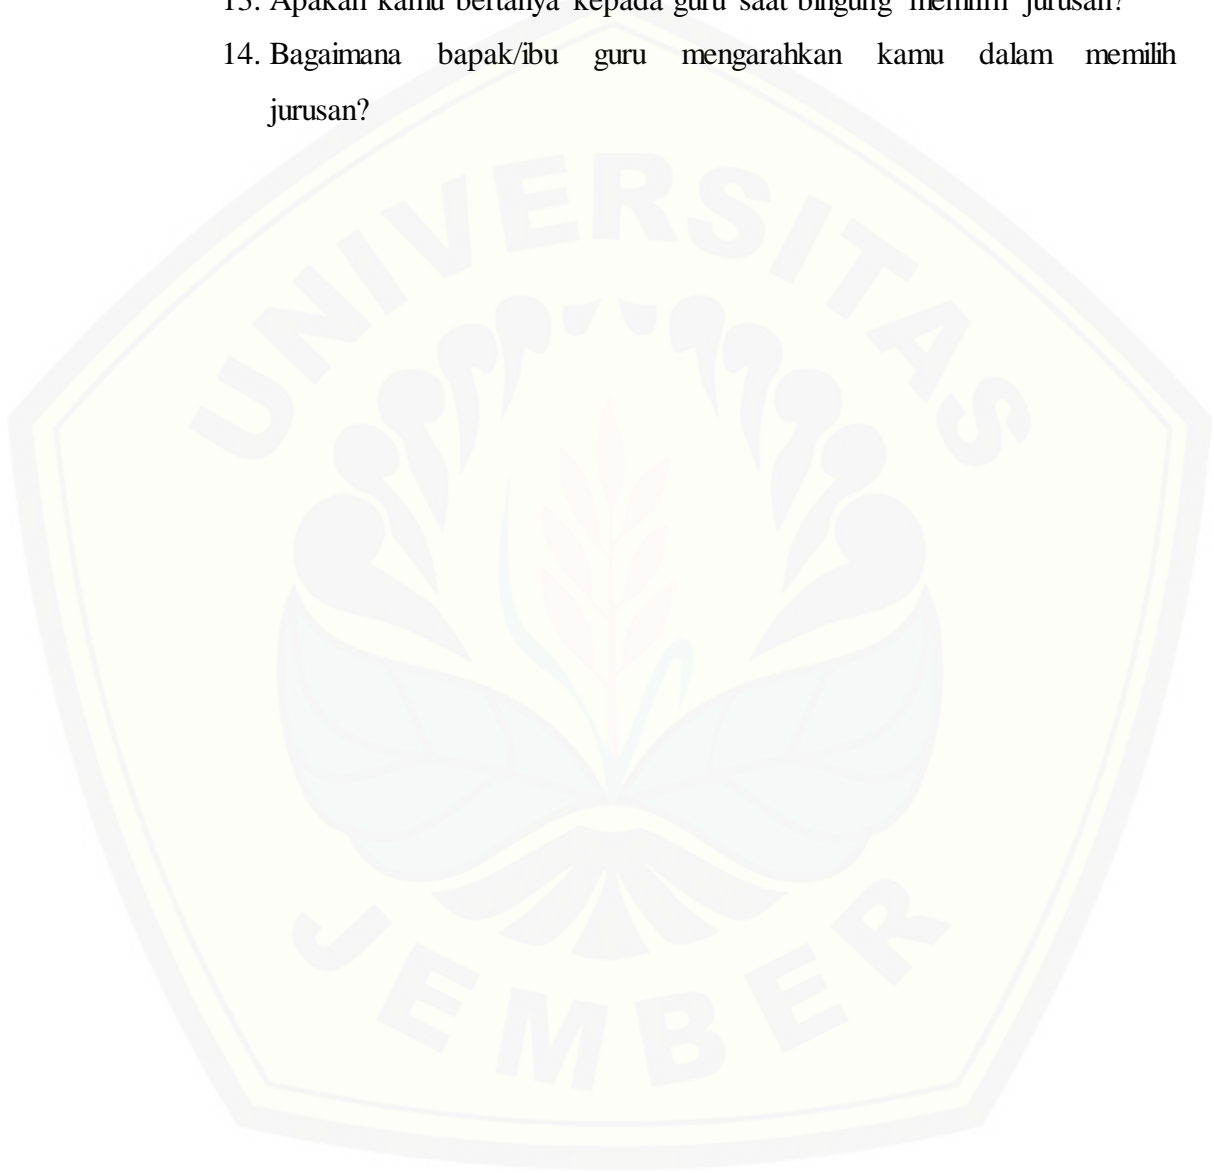 13. Apakah kamu bertanya kepada guru saat bingung memilih jurusan?
14. Bagaimana bapak/ibu guru mengarahkan kamu dalam memilih
jurusan?
UNIVERSITAS
JEMBER